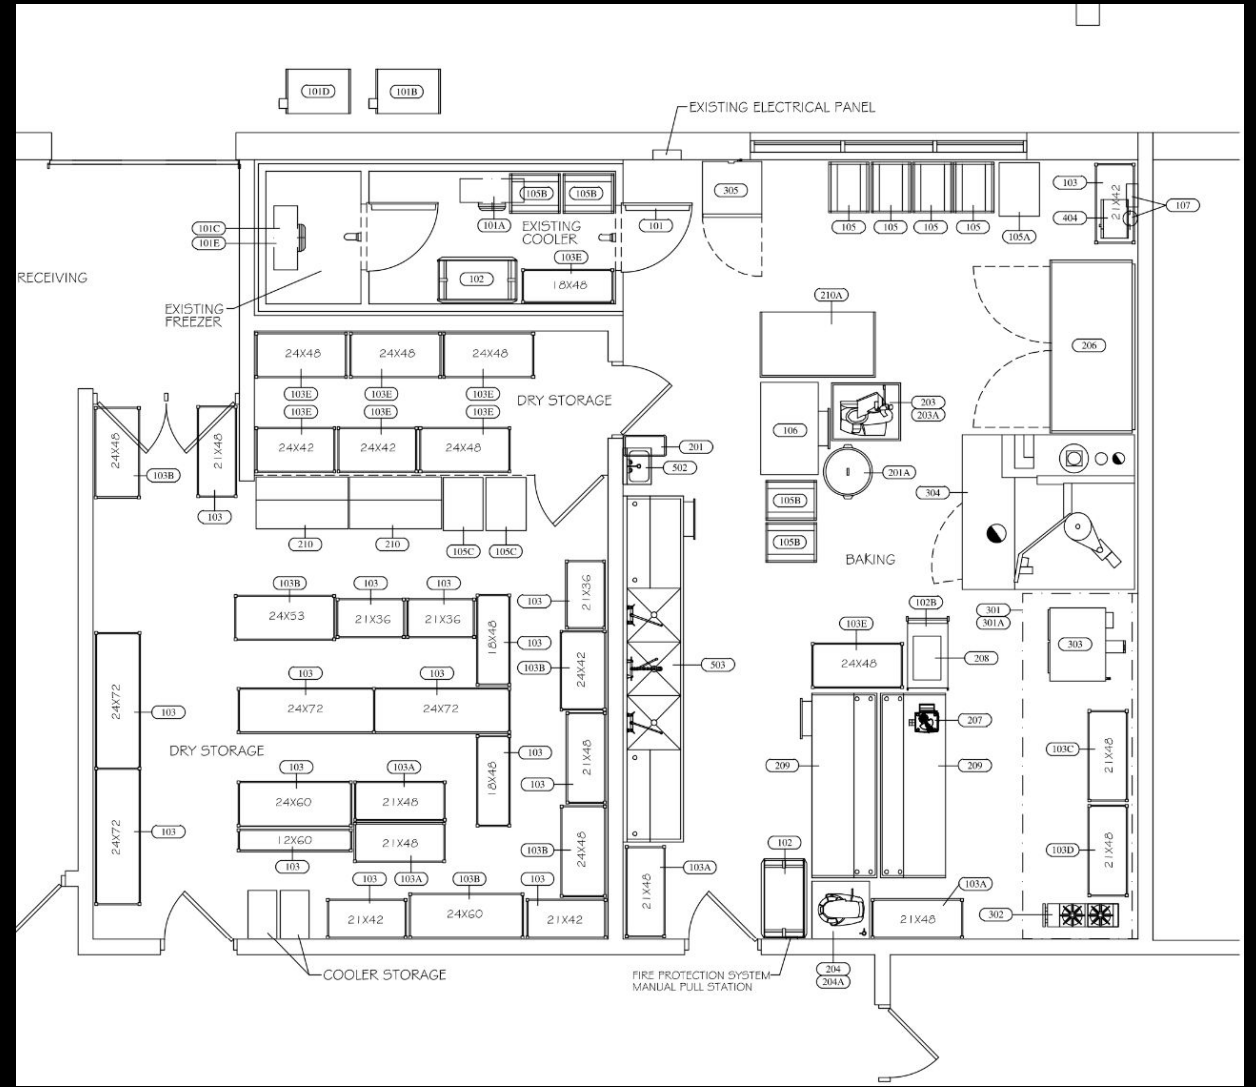 101D
101B
EXISTING ELECTRICAL PANEL
305
103
21X42
107
404
105B
105B
101C
101E
101A
101
105
105
105
105
105A
EXISTING
COOLER
103E
18X48
102
RECEIVING
EXISTING
FREEZER
210A
206
24X48
24X48
24X48
103E
103E
103E
DRY STORAGE
103E
103E
103E
24X42
24X42
24X48
106
203
203A
24X48
103B
21X48
103
201
502
201A
304
105B
105B
210
210
105C
105C
BAKING
103B
103
103
24X53
21X36
21X36
18X48
103
103
21X36
103B
24X42
503
102B
301
301A
303
103E
24X48
208
103
24X72
24X72
24X72
103
DRY STORAGE
103
18X48
103
21X48
207
103C
21X48
209
209
103
103A
24X60
21X48
24X72
103
12X60
21X48
103
103A
103B
24X48
102
103A
21X48
103D
21X48
103
103B
103
21X42
24X60
21X42
103A
21X48
302
COOLER STORAGE
FIRE PROTECTION SYSTEM
MANUAL PULL STATION
204
204A